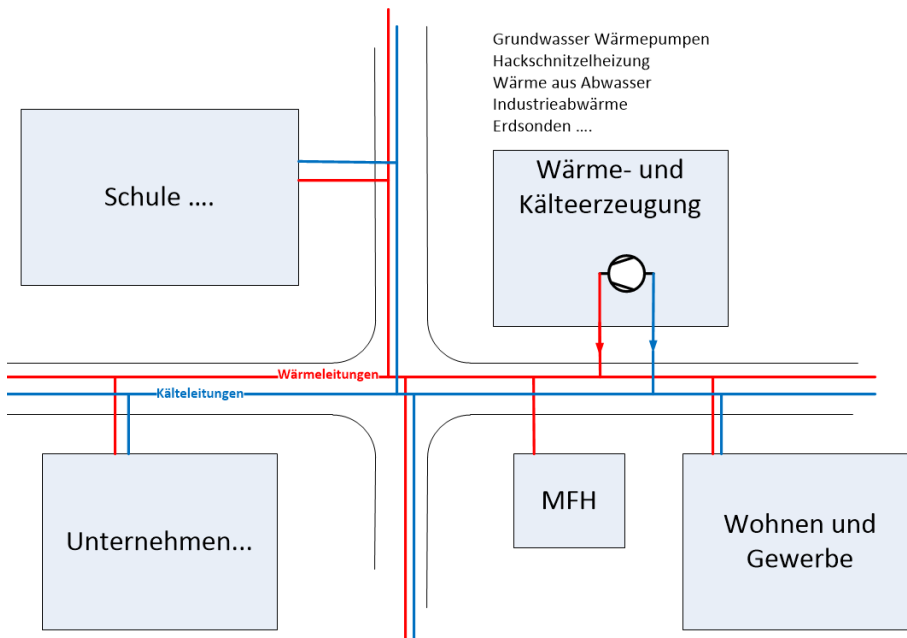 Grundwasser Wärmepumpen
Hackschnitzelheizung
Wärme aus Abwasser
Industrieabwärme
Erdsonden ....
Schule ....
Wärme- und
Kälteerzeugung
Wärmeleitungen
Kälteleitungen
Unternehmen...
MFH
Wohnen und
Gewerbe